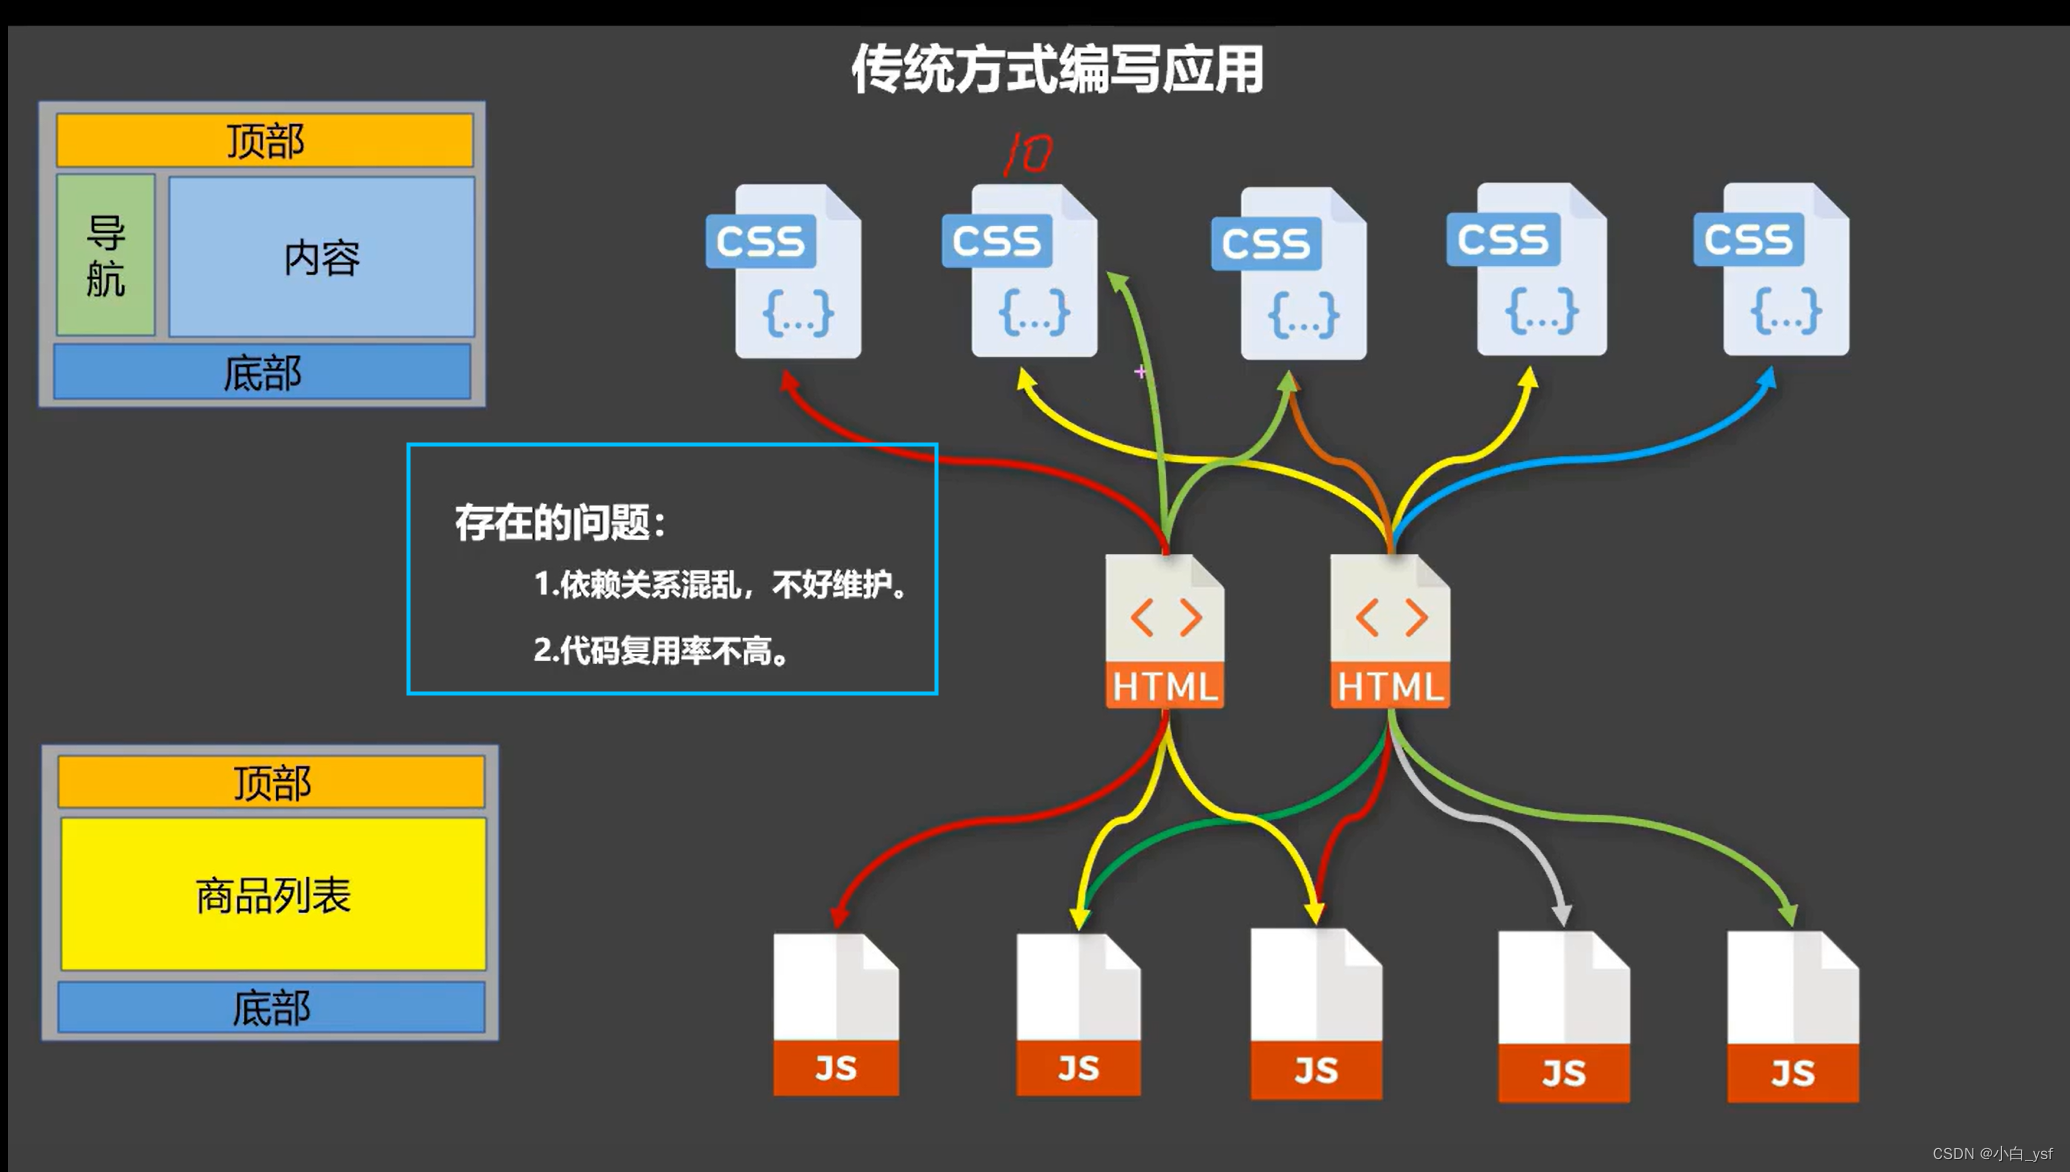 传统方式编写应用
顶部
导航
内容
底部
10
CSS
{...}
CSS
{...}
CSS
{...}
CSS
{...}
CSS
{...}
存在的问题：
1.依赖关系混乱，不好维护。
2.代码复用率不高。
< >
HTML
< >
HTML
顶部
商品列表
底部
JS
JS
JS
JS
JS
CSDN @小白_ysf